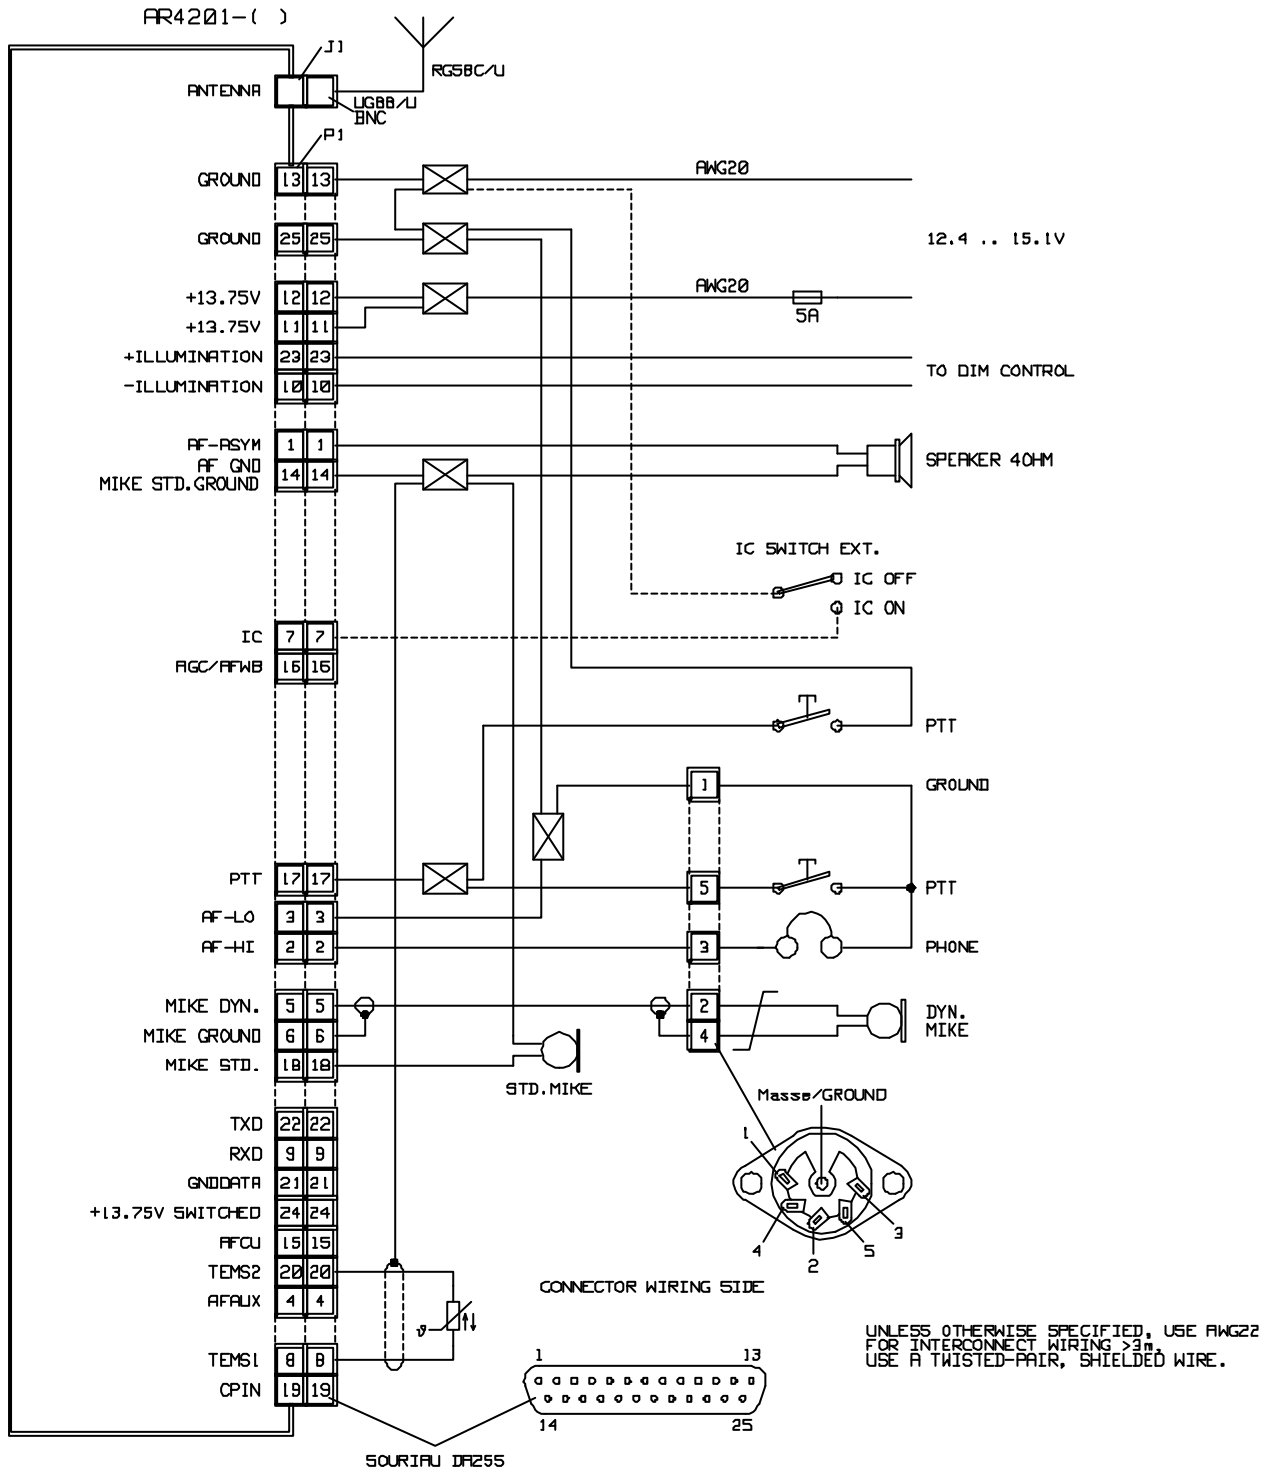 AR4201-( )
J1
RG58C/U
ANTENNA
UG88/U
BNC
P1
GROUND 13 13
AWG20
GROUND 25 25
12.4 .. 15.1V
+13.75V 12 12
AWG20
5A
+13.75V 11 11
+ILLUMINATION 23 23
TO DIM CONTROL
-ILLUMINATION 10 10
AF-ASYM 1 1
AF GND
MIKE STD.GROUND 14 14
SPEAKER 4OHM
IC SWITCH EXT.
IC OFF
IC ON
IC 7 7
AGC/AFWB 16 16
PTT
1 GROUND
PTT 17 17
5 PTT
AF-LO 3 3
AF-HI 2 2
3 PHONE
MIKE DYN. 5 5
2
DYN.
MIKE
MIKE GROUND 6 6
4
MIKE STD. 18 18
STD.MIKE
Masse/GROUND
TXD 22 22
1
RXD 9 9
GNDDATA 21 21
+13.75V SWITCHED 24 24
3
AFCU 15 15
4 2 5
TEMS2 20 20
CONNECTOR WIRING SIDE
AFAUX 4 4
ϑ
UNLESS OTHERWISE SPECIFIED, USE AWG22
FOR INTERCONNECT WIRING >3m,
USE A TWISTED-PAIR, SHIELDED WIRE.
TEMS1 8 8
1 13
CPIN 19 19
14 25
SOURIAU DA25S